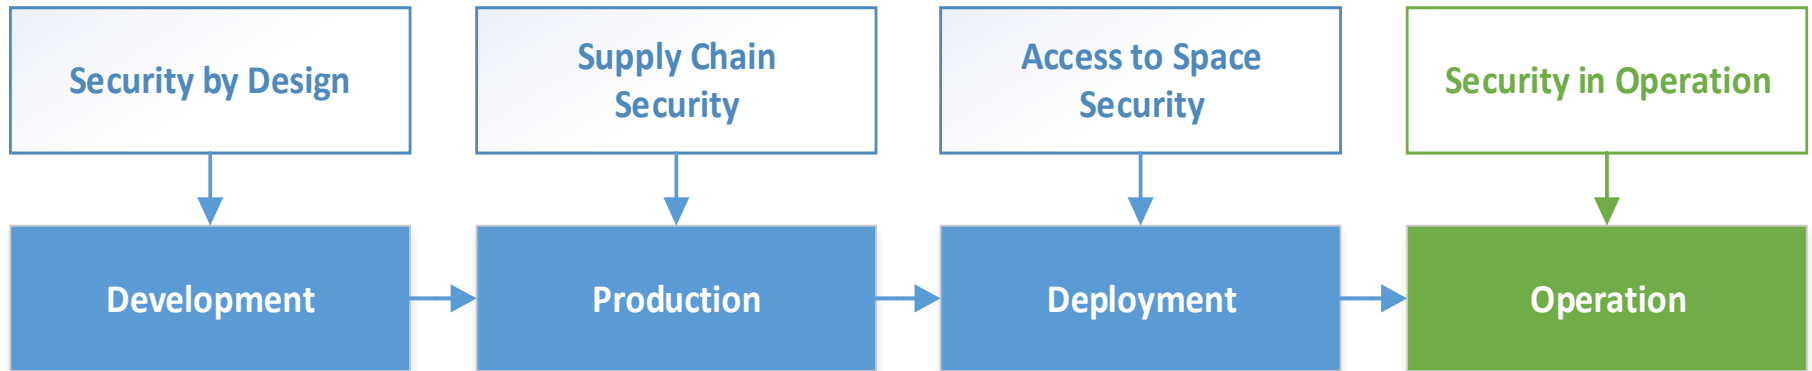 Security by Design
Supply Chain
Security
Access to Space
Security
Security in Operation
Development
Production
Deployment
Operation